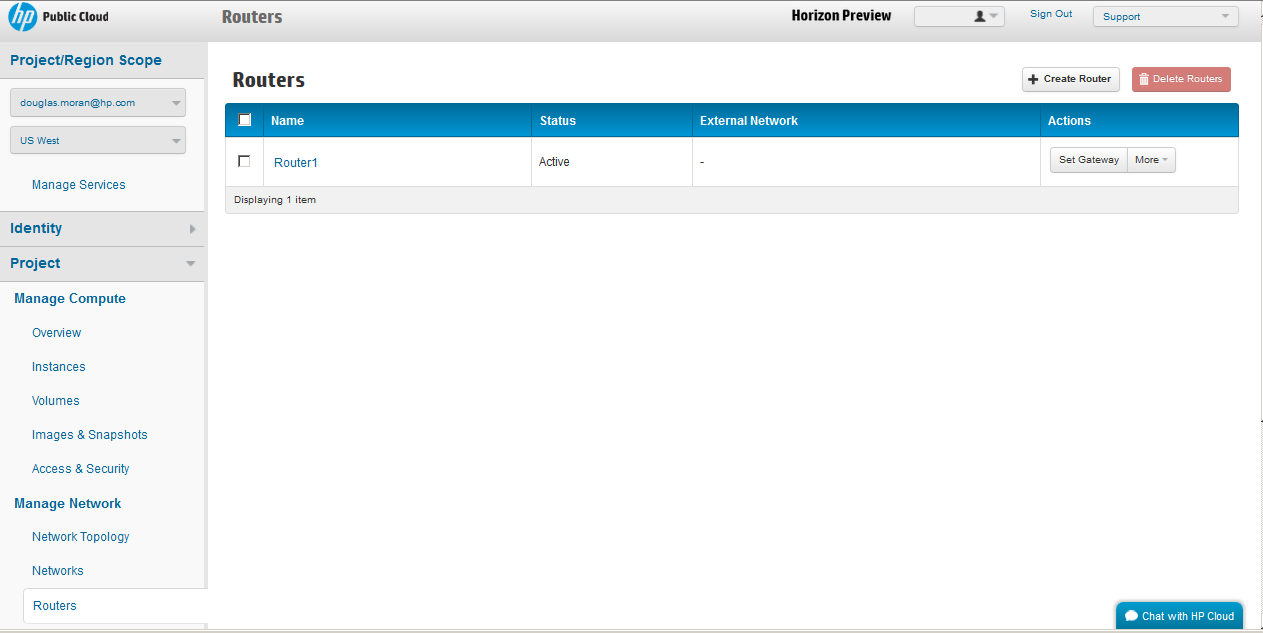 hp Public Cloud
Routers
Horizon Preview
Sign Out
Support
Project/Region Scope
douglas.moran@hp.com
US West
Manage Services
Identity
Project
Manage Compute
Overview
Instances
Volumes
Images & Snapshots
Access & Security
Manage Network
Network Topology
Networks
Routers
Routers
Create Router
Delete Routers
Name Status External Network Actions
Router1 Active - Set Gateway More
Displaying 1 item
Chat with HP Cloud